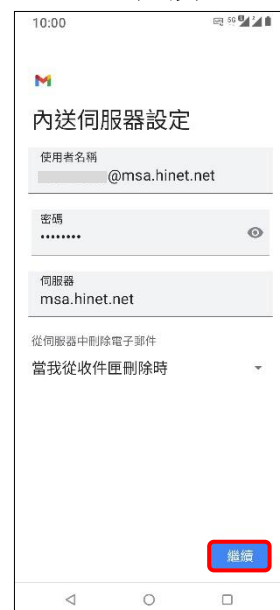 10:00
5G
內送伺服器設定
使用者名稱
@msa.hinet.net
密碼
••••••••
伺服器
msa.hinet.net
從伺服器中刪除電子郵件
當我從收件匣刪除時
繼續